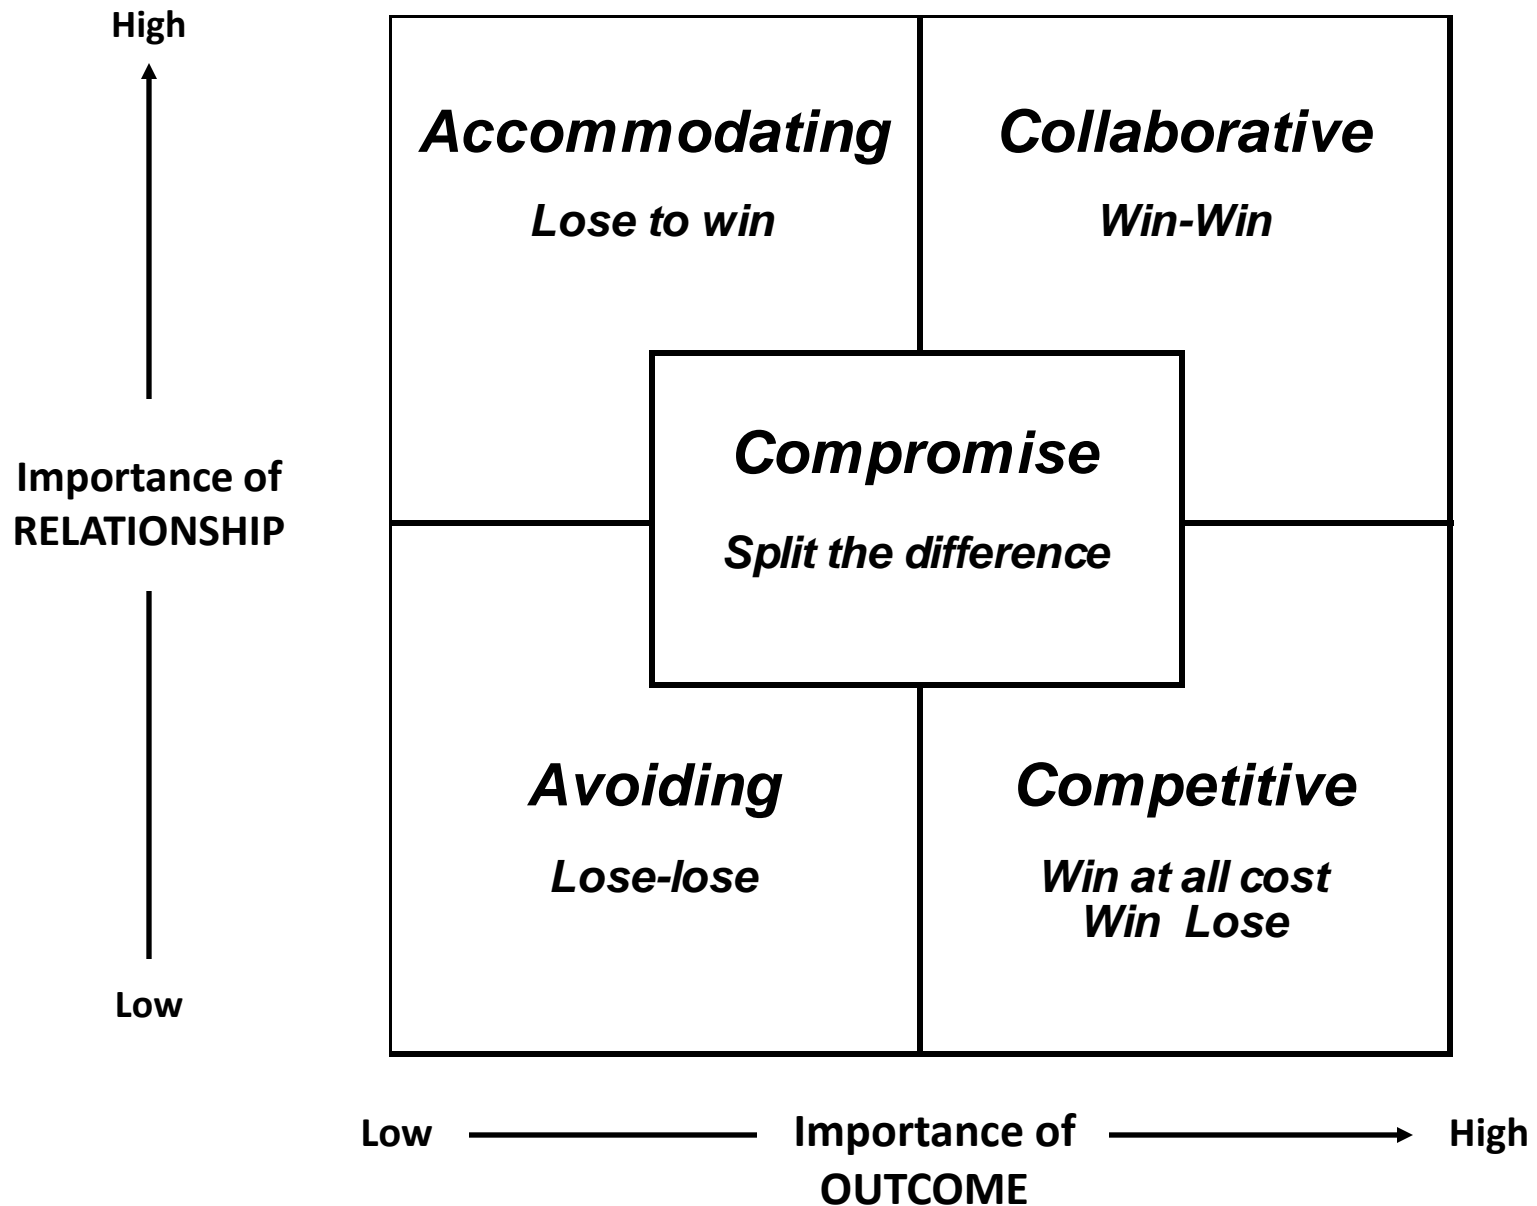 High
Accommodating
Lose to win
Collaborative
Win-Win
Importance of
RELATIONSHIP
Compromise
Split the difference
Avoiding
Lose-lose
Competitive
Win at all cost
Win  Lose
Low
Low
Importance of
OUTCOME
High